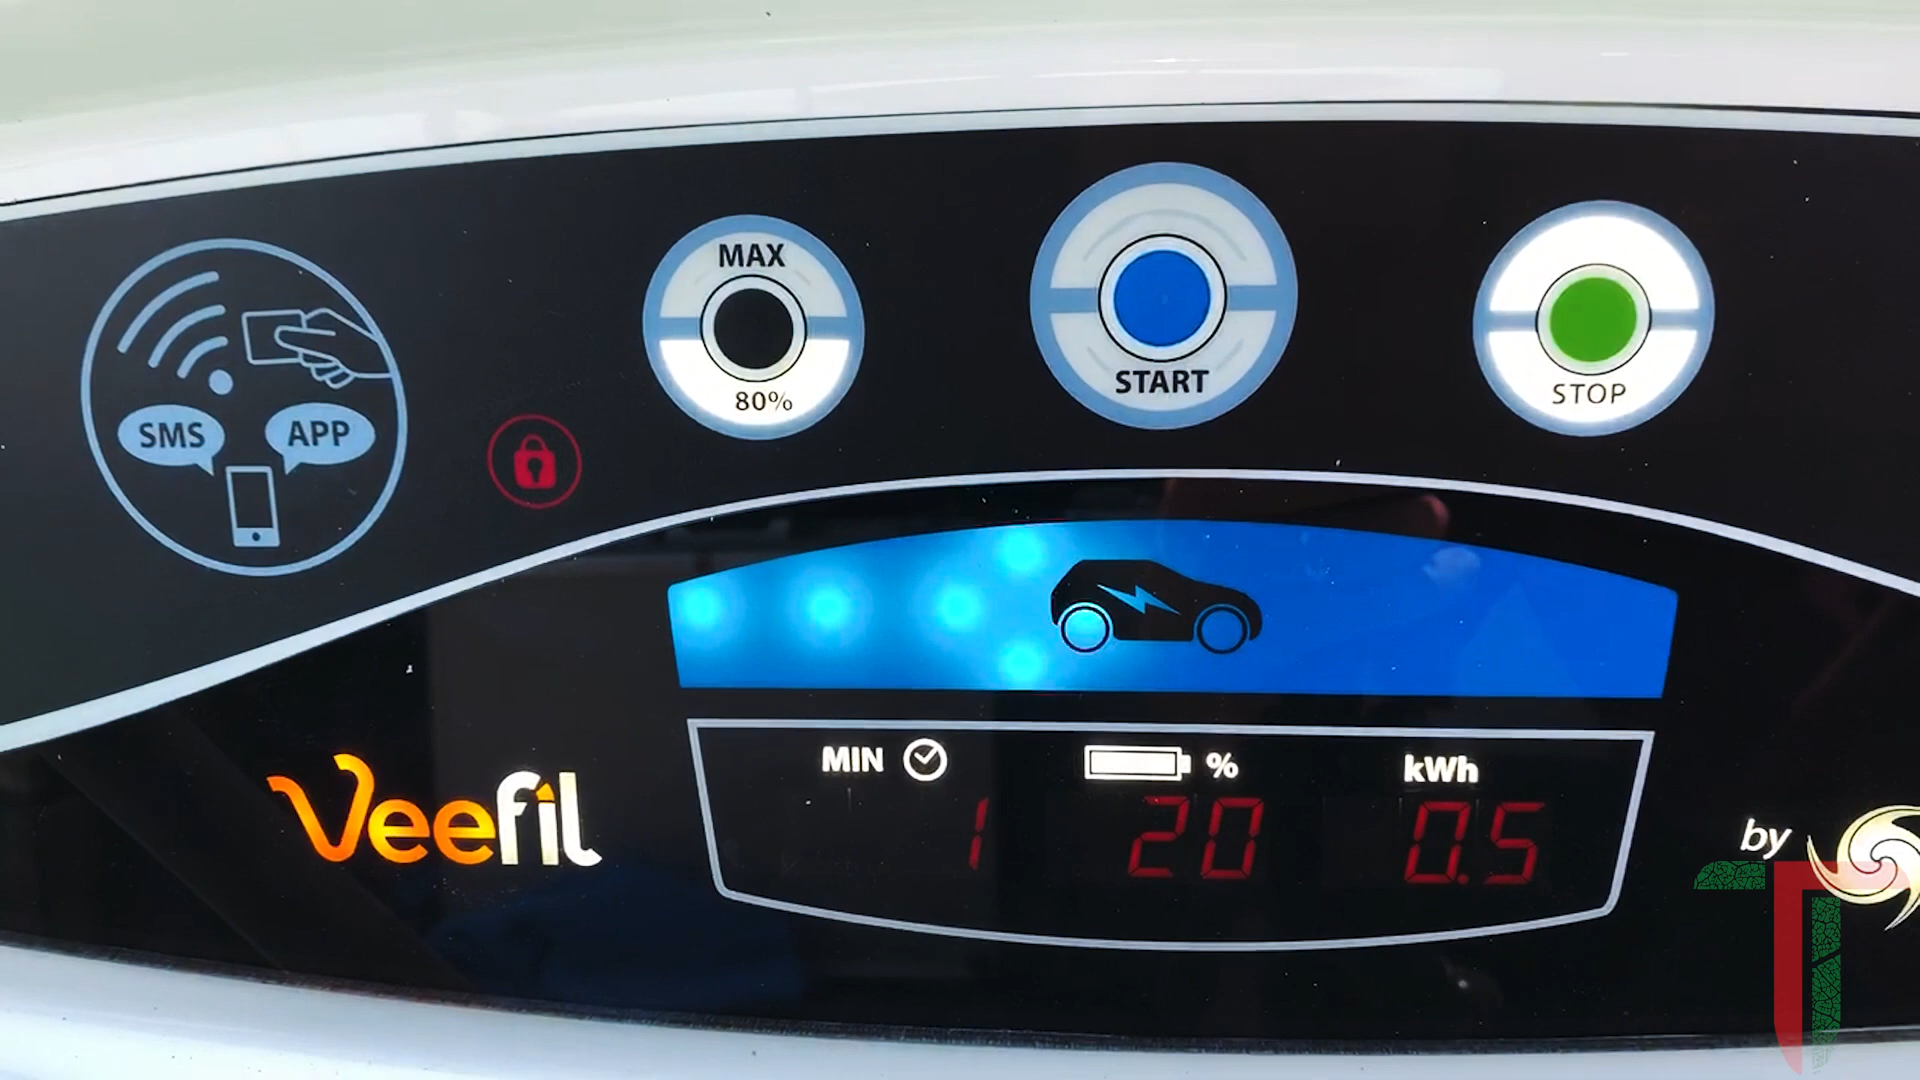 MAX
80%
START
STOP
SMS
APP
MIN
%
kWh
1
20
0.5
Veefil
by